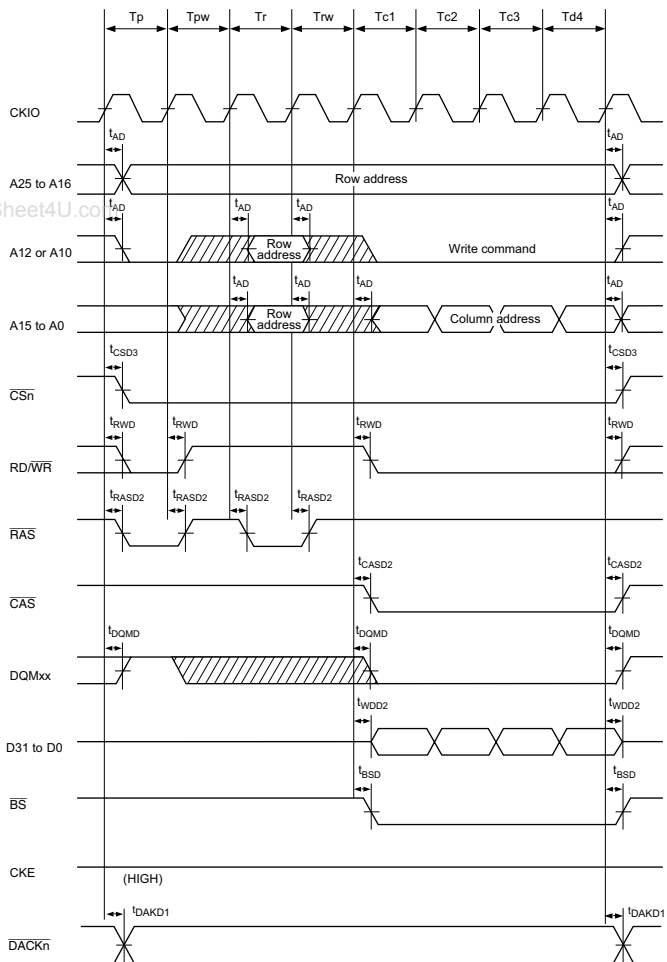 Tp Tpw Tr Trw Tc1 Tc2 Tc3 Td4
CKIO
tAD tAD
A25 to A16 Row address
Sheet4U.com
tAD tAD tAD tAD
A12 or A10 Row address Write command
tAD tAD tAD tAD
A15 to A0 Row address Column address
tCSD3 tCSD3
CSn
tRWD tRWD tRWD tRWD
RD/WR
tRASD2 tRASD2 tRASD2 tRASD2
RAS
tCASD2 tCASD2
CAS
tDQMD tDQMD tDQMD
DQMxx
tWDD2 tWDD2
D31 to D0
tBSD tBSD
BS
CKE
(HIGH)
tDAKD1 tDAKD1
DACKn